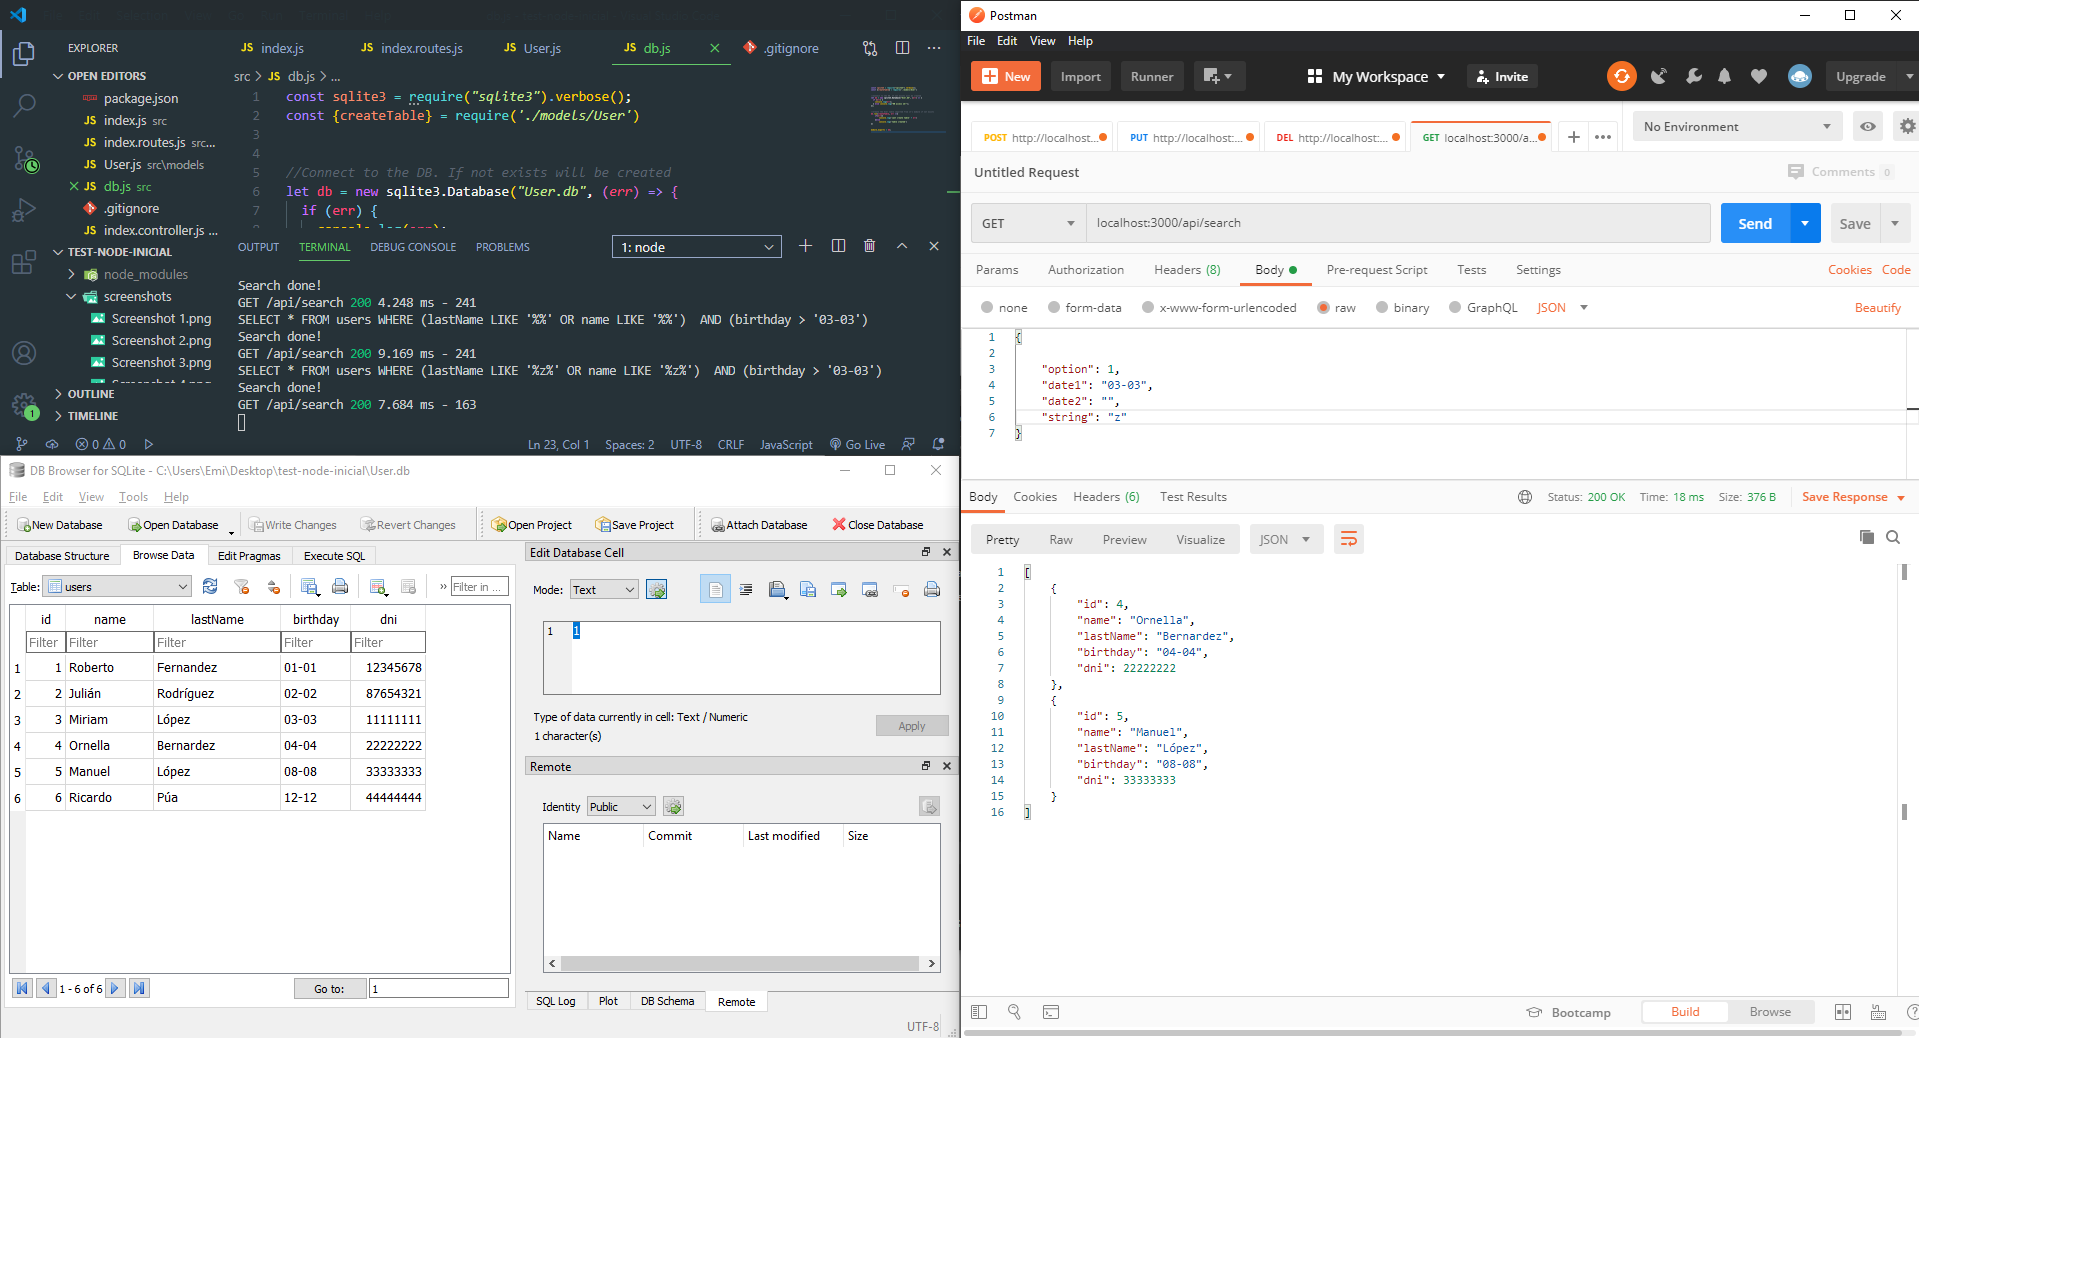 EXPLORER
JS index.js
JS index.routes.js
JS User.js
JS db.js
.gitignore
OPEN EDITORS
package.json
JS index.js src
JS index.routes.js src...
JS User.js src\models
JS db.js src
.gitignore
JS index.controller.js ...
TEST-NODE-INICIAL
node_modules
screenshots
Screenshot 1.png
Screenshot 2.png
Screenshot 3.png
OUTLINE
TIMELINE
1
src > JS db.js > ...
1 const sqlite3 = require("sqlite3").verbose();
2 const {createTable} = require('./models/User')
3
4
5 //Connect to the DB. If not exists will be created
6 let db = new sqlite3.Database("User.db", (err) => {
7 if (err) {
OUTPUT TERMINAL DEBUG CONSOLE PROBLEMS 1: node
Search done!
GET /api/search 200 4.248 ms - 241
SELECT * FROM users WHERE (lastName LIKE '%%' OR name LIKE '%%')  AND (birthday > '03-03')
Search done!
GET /api/search 200 9.169 ms - 241
SELECT * FROM users WHERE (lastName LIKE '%z%' OR name LIKE '%z%')  AND (birthday > '03-03')
Search done!
GET /api/search 200 7.684 ms - 163
0 0 Ln 23, Col 1 Spaces: 2 UTF-8 CRLF JavaScript Go Live
DB Browser for SQLite - C:\Users\Emi\Desktop\test-node-inicial\User.db
File Edit View Tools Help
New Database Open Database Write Changes Revert Changes Open Project Save Project Attach Database Close Database
Database Structure Browse Data Edit Pragmas Execute SQL
Table: users » Filter in ...
id name lastName birthday dni
Filter Filter Filter Filter Filter
1 1 Roberto Fernandez 01-01 12345678
2 2 Julián Rodríguez 02-02 87654321
3 3 Miriam López 03-03 11111111
4 4 Ornella Bernardez 04-04 22222222
5 5 Manuel López 08-08 33333333
6 6 Ricardo Púa 12-12 44444444
1 - 6 of 6 Go to: 1
Edit Database Cell
Mode: Text
1 1
Type of data currently in cell: Text / Numeric
1 character(s)
Apply
Remote
Identity Public
Name Commit Last modified Size
SQL Log Plot DB Schema Remote
UTF-8
Postman
File Edit View Help
New Import Runner My Workspace Invite Upgrade
POST http://localhost... PUT http://localhost:... DEL http://localhost:... GET localhost:3000/a... + ... No Environment
Untitled Request Comments 0
GET localhost:3000/api/search Send Save
Params Authorization Headers (8) Body Pre-request Script Tests Settings Cookies Code
none form-data x-www-form-urlencoded raw binary GraphQL JSON Beautify
1 {
2
3 "option": 1,
4 "date1": "03-03",
5 "date2": "",
6 "string": "z"
7 }
Body Cookies Headers (6) Test Results Status: 200 OK Time: 18 ms Size: 376 B Save Response
Pretty Raw Preview Visualize JSON
1 [
2 {
3 "id": 4,
4 "name": "Ornella",
5 "lastName": "Bernardez",
6 "birthday": "04-04",
7 "dni": 22222222
8 },
9 {
10 "id": 5,
11 "name": "Manuel",
12 "lastName": "López",
13 "birthday": "08-08",
14 "dni": 33333333
15 }
16 ]
Bootcamp Build Browse